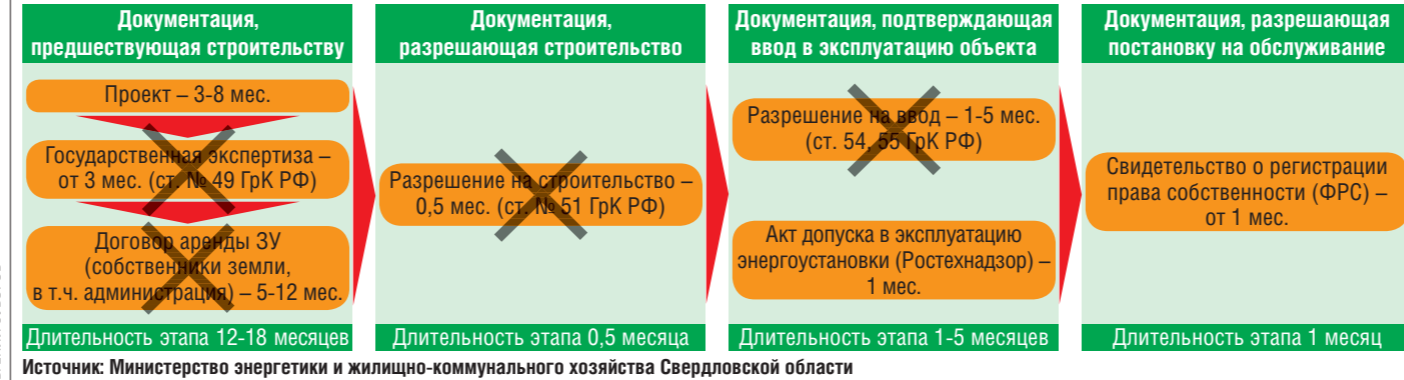 Документация,
предшествующая строительству
Проект – 3-8 мес.
Государственная экспертиза –
от 3 мес. (ст. № 49 ГрК РФ)
Договор аренды ЗУ
(собственники земли,
в т.ч. администрация) – 5-12 мес.
Длительность этапа 12-18 месяцев
Документация,
разрешающая строительство
Разрешение на строительство –
0,5 мес. (ст. № 51 ГрК РФ)
Длительность этапа 0,5 месяца
Документация, подтверждающая
ввод в эксплуатацию объекта
Разрешение на ввод – 1-5 мес.
(ст. 54, 55 ГрК РФ)
Акт допуска в эксплуатацию
энергоустановки (Ростехнадзор) –
1 мес.
Длительность этапа 1-5 месяцев
Документация, разрешающая
постановку на обслуживание
Свидетельство о регистрации
права собственности (ФРС) –
от 1 мес.
Длительность этапа 1 месяц
Источник: Министерство энергетики и жилищно-коммунального хозяйства Свердловской области